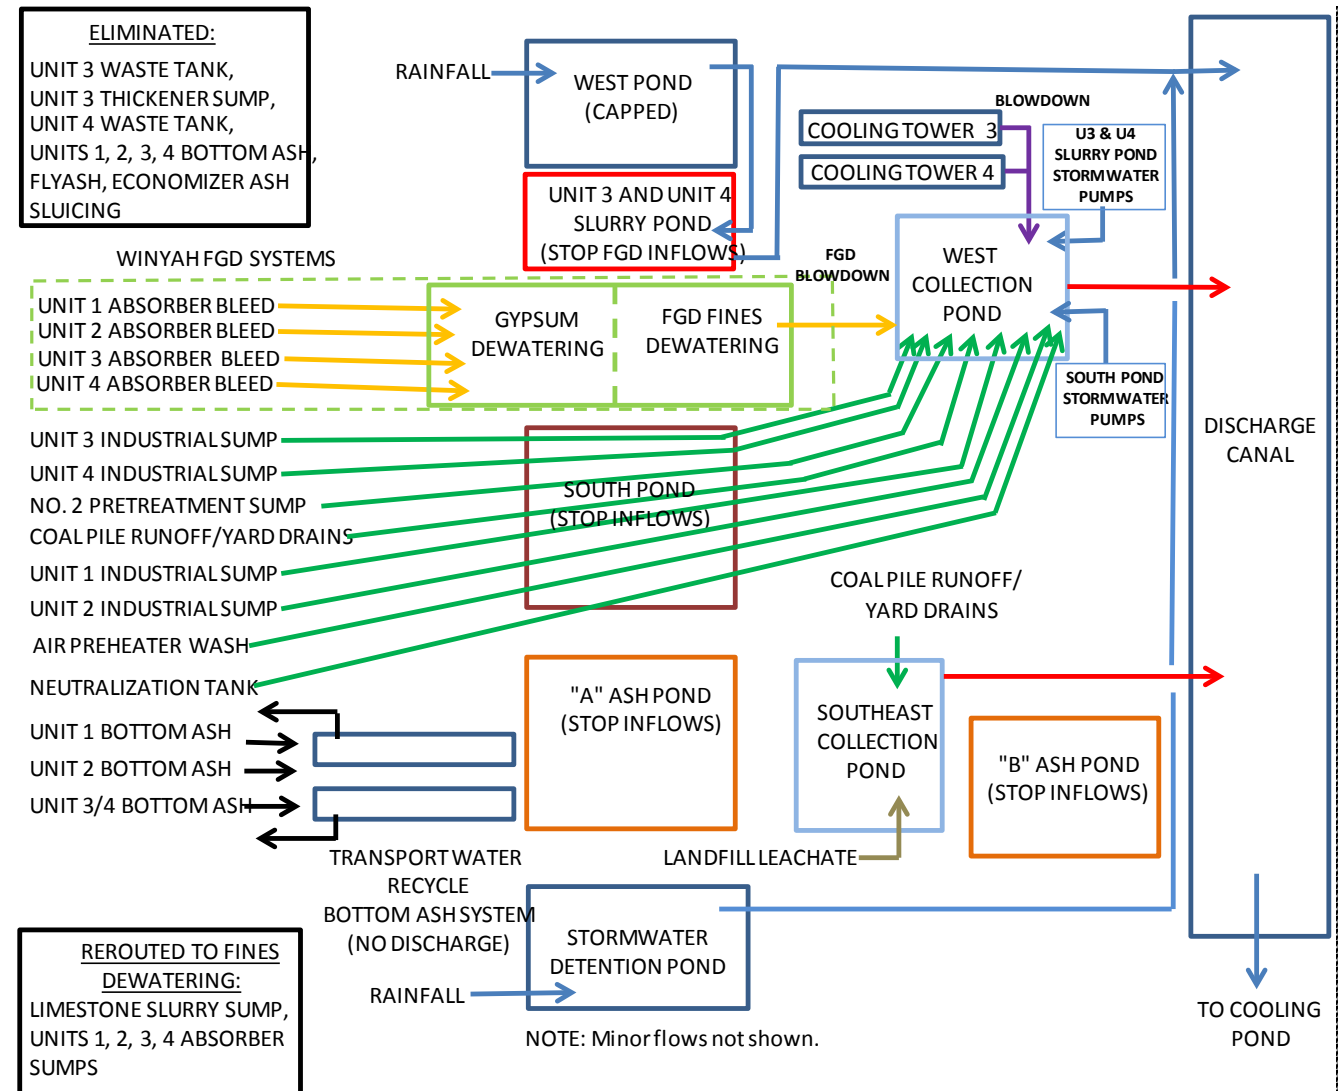 ELIMINATED:
UNIT 3 WASTE TANK,
UNIT 3 THICKENER SUMP,
UNIT 4 WASTE TANK,
UNITS 1, 2, 3, 4 BOTTOM ASH,
FLYASH, ECONOMIZER ASH
SLUICING
RAINFALL
WEST POND
(CAPPED)
UNIT 3 AND UNIT 4
SLURRY POND
(STOP FGD INFLOWS)
BLOWDOWN
COOLING TOWER 3
COOLING TOWER 4
U3 & U4
SLURRY POND
STORMWATER
PUMPS
WINYAH FGD SYSTEMS
UNIT 1 ABSORBER BLEED
UNIT 2 ABSORBER BLEED
UNIT 3 ABSORBER BLEED
UNIT 4 ABSORBER BLEED
GYPSUM
DEWATERING
FGD FINES
DEWATERING
FGD
BLOWDOWN
WEST
COLLECTION
POND
SOUTH POND
STORMWATER
PUMPS
DISCHARGE
CANAL
UNIT 3 INDUSTRIAL SUMP
UNIT 4 INDUSTRIAL SUMP
NO. 2 PRETREATMENT SUMP
COAL PILE RUNOFF/YARD DRAINS
UNIT 1 INDUSTRIAL SUMP
UNIT 2 INDUSTRIAL SUMP
AIR PREHEATER WASH
NEUTRALIZATION TANK
SOUTH POND
(STOP INFLOWS)
COAL PILE RUNOFF/
YARD DRAINS
UNIT 1 BOTTOM ASH
UNIT 2 BOTTOM ASH
UNIT 3/4 BOTTOM ASH
"A" ASH POND
(STOP INFLOWS)
SOUTHEAST
COLLECTION
POND
"B" ASH POND
(STOP INFLOWS)
TRANSPORT WATER
RECYCLE
BOTTOM ASH SYSTEM
(NO DISCHARGE)
LANDFILL LEACHATE
STORMWATER
DETENTION POND
RAINFALL
REROUTED TO FINES
DEWATERING:
LIMESTONE SLURRY SUMP,
UNITS 1, 2, 3, 4 ABSORBER
SUMPS
NOTE: Minor flows not shown.
TO COOLING
POND